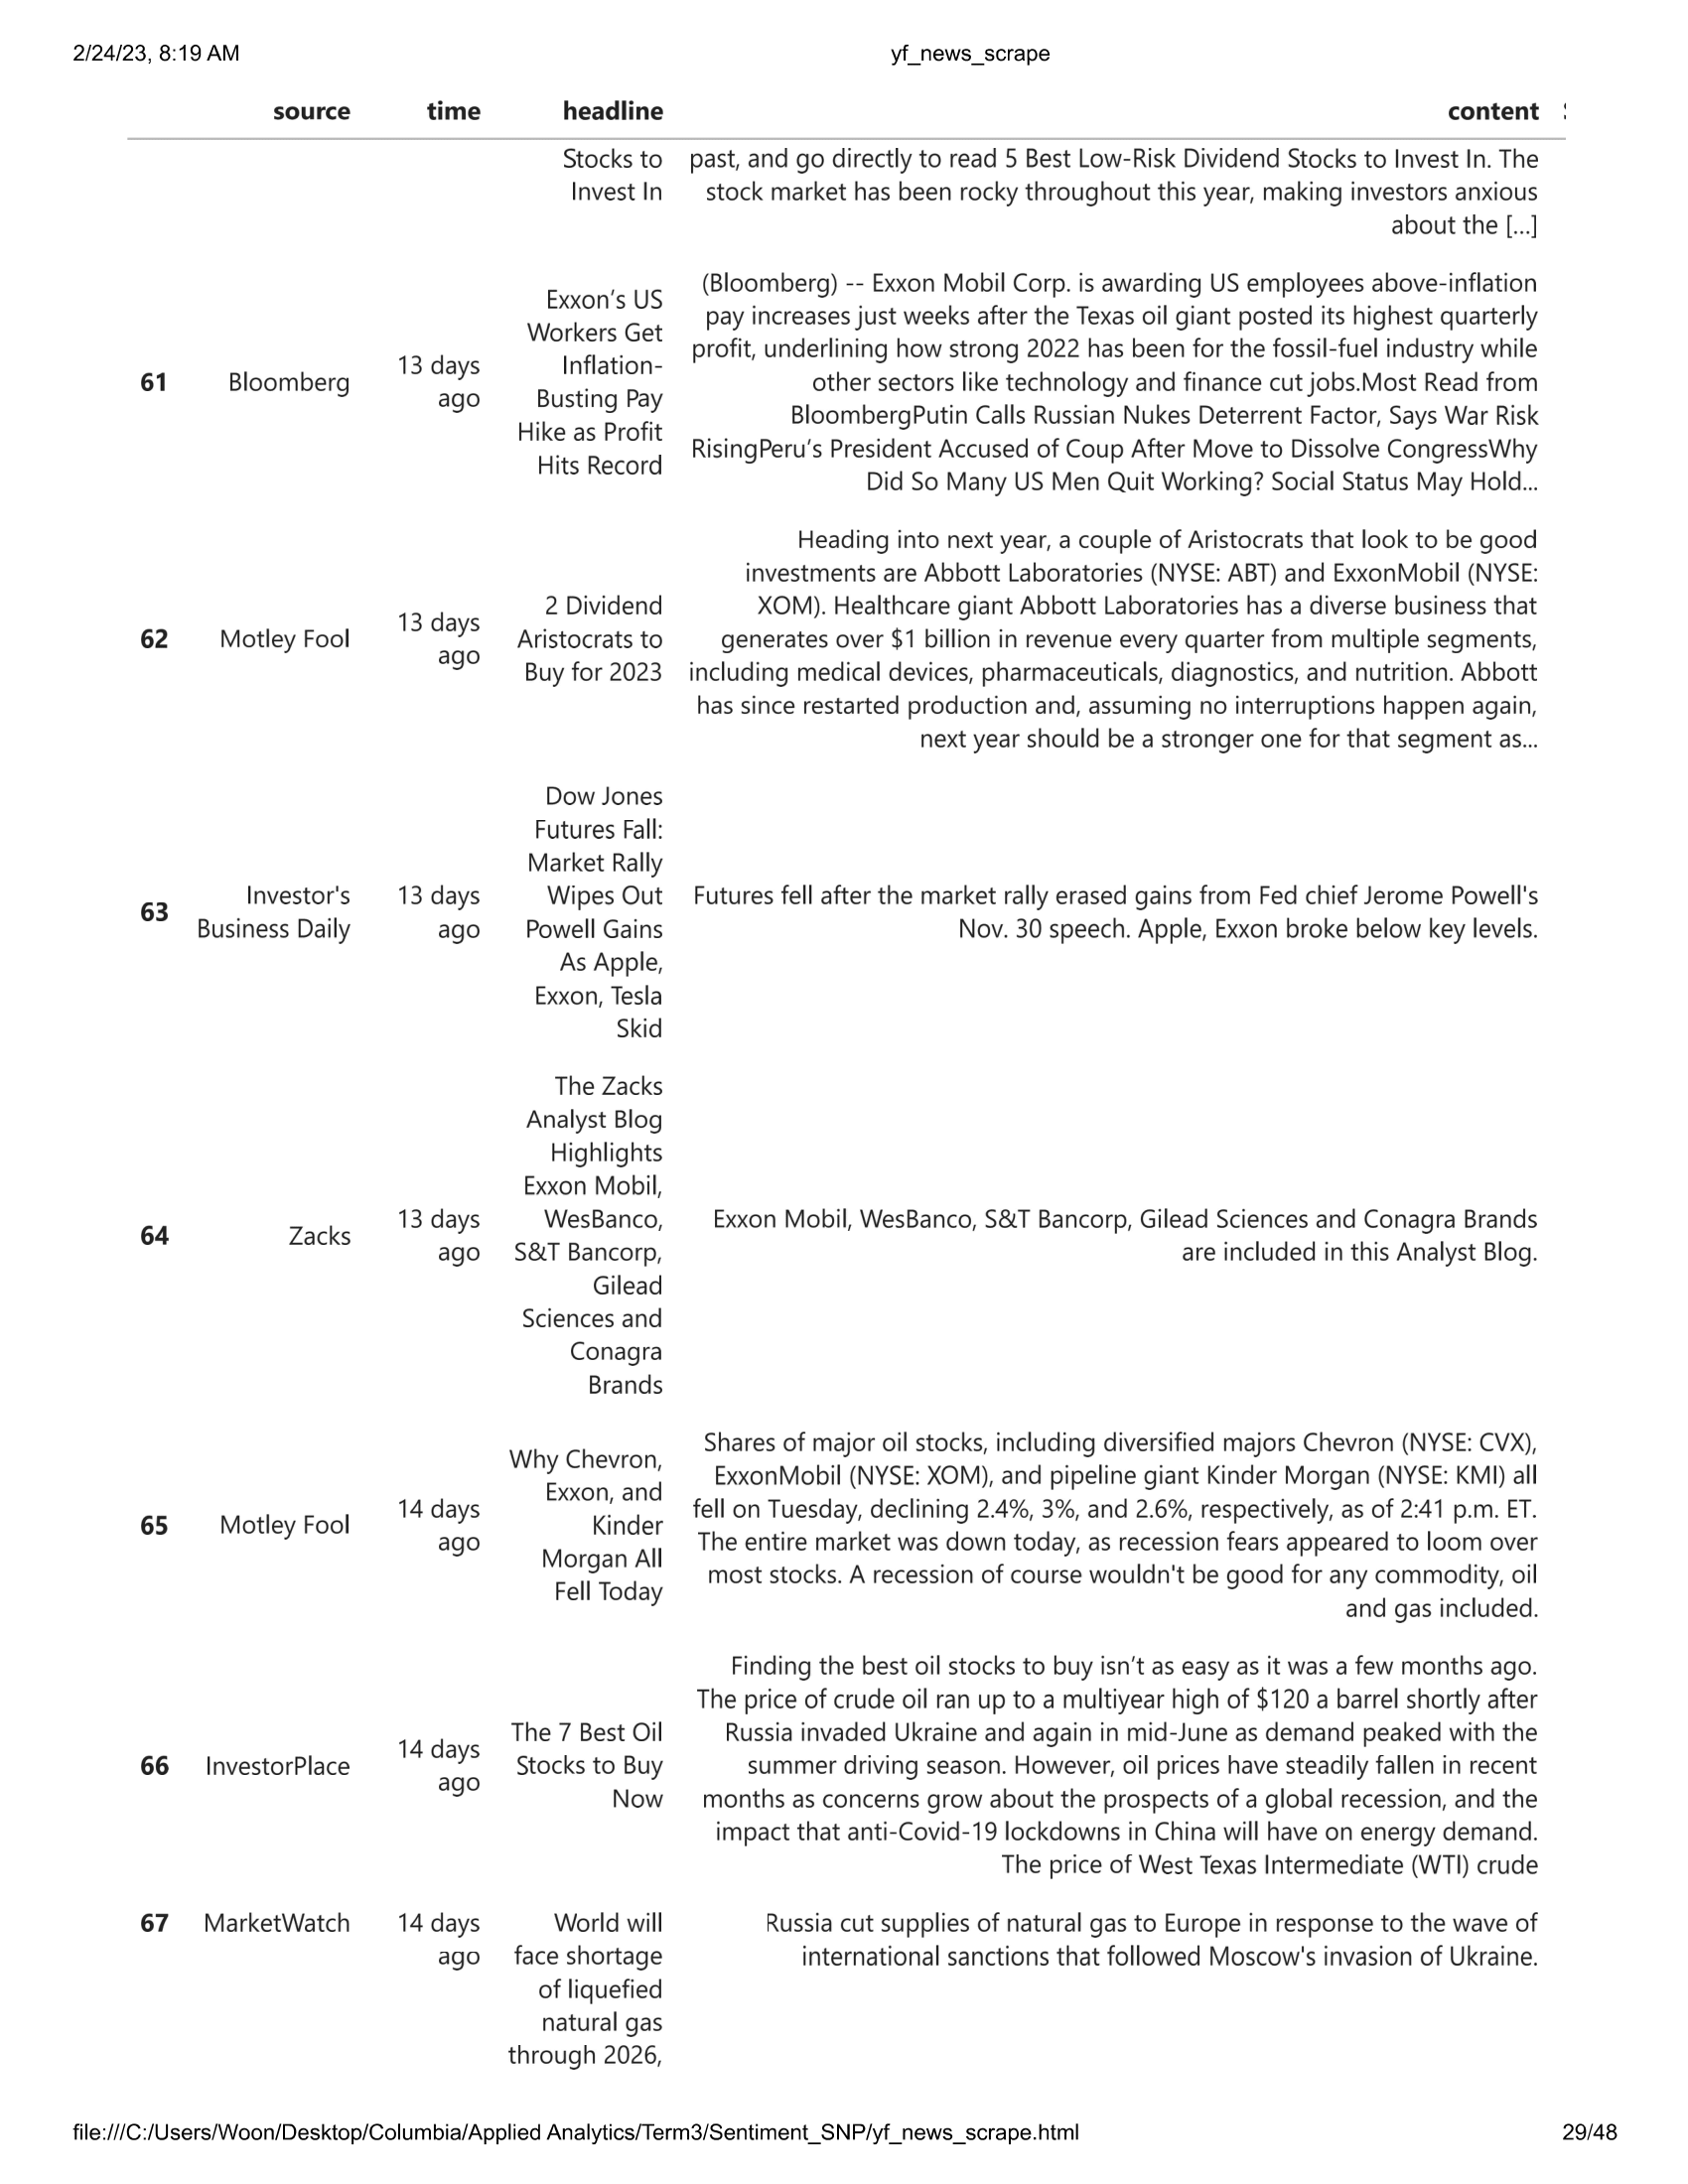 2/24/23, 8:19 AM yf_news_scrape
source time headline content
Stocks to
Invest In
past, and go directly to read 5 Best Low-Risk Dividend Stocks to Invest In. The
stock market has been rocky throughout this year, making investors anxious
about the [...]
61 Bloomberg
13 days
ago
Exxon’s US
Workers Get
Inflation-
Busting Pay
Hike as Profit
Hits Record
(Bloomberg) -- Exxon Mobil Corp. is awarding US employees above-inflation
pay increases just weeks after the Texas oil giant posted its highest quarterly
profit, underlining how strong 2022 has been for the fossil-fuel industry while
other sectors like technology and finance cut jobs.Most Read from
BloombergPutin Calls Russian Nukes Deterrent Factor, Says War Risk
RisingPeru’s President Accused of Coup After Move to Dissolve CongressWhy
Did So Many US Men Quit Working? Social Status May Hold...
62 Motley Fool
13 days
ago
2 Dividend
Aristocrats to
Buy for 2023
Heading into next year, a couple of Aristocrats that look to be good
investments are Abbott Laboratories (NYSE: ABT) and ExxonMobil (NYSE:
XOM). Healthcare giant Abbott Laboratories has a diverse business that
generates over $1 billion in revenue every quarter from multiple segments,
including medical devices, pharmaceuticals, diagnostics, and nutrition. Abbott
has since restarted production and, assuming no interruptions happen again,
next year should be a stronger one for that segment as...
63
Investor's
Business Daily
13 days
ago
Dow Jones
Futures Fall:
Market Rally
Wipes Out
Powell Gains
As Apple,
Exxon, Tesla
Skid
Futures fell after the market rally erased gains from Fed chief Jerome Powell's
Nov. 30 speech. Apple, Exxon broke below key levels.
64 Zacks
13 days
ago
The Zacks
Analyst Blog
Highlights
Exxon Mobil,
WesBanco,
S&T Bancorp,
Gilead
Sciences and
Conagra
Brands
Exxon Mobil, WesBanco, S&T Bancorp, Gilead Sciences and Conagra Brands
are included in this Analyst Blog.
65 Motley Fool
14 days
ago
Why Chevron,
Exxon, and
Kinder
Morgan All
Fell Today
Shares of major oil stocks, including diversified majors Chevron (NYSE: CVX),
ExxonMobil (NYSE: XOM), and pipeline giant Kinder Morgan (NYSE: KMI) all
fell on Tuesday, declining 2.4%, 3%, and 2.6%, respectively, as of 2:41 p.m. ET.
The entire market was down today, as recession fears appeared to loom over
most stocks. A recession of course wouldn't be good for any commodity, oil
and gas included.
66 InvestorPlace
14 days
ago
The 7 Best Oil
Stocks to Buy
Now
Finding the best oil stocks to buy isn’t as easy as it was a few months ago.
The price of crude oil ran up to a multiyear high of $120 a barrel shortly after
Russia invaded Ukraine and again in mid-June as demand peaked with the
summer driving season. However, oil prices have steadily fallen in recent
months as concerns grow about the prospects of a global recession, and the
impact that anti-Covid-19 lockdowns in China will have on energy demand.
The price of West Texas Intermediate (WTI) crude
67 MarketWatch
14 days
ago
World will
face shortage
of liquefied
natural gas
through 2026,
Russia cut supplies of natural gas to Europe in response to the wave of
international sanctions that followed Moscow's invasion of Ukraine.
file:///C:/Users/Woon/Desktop/Columbia/Applied Analytics/Term3/Sentiment_SNP/yf_news_scrape.html 29/48